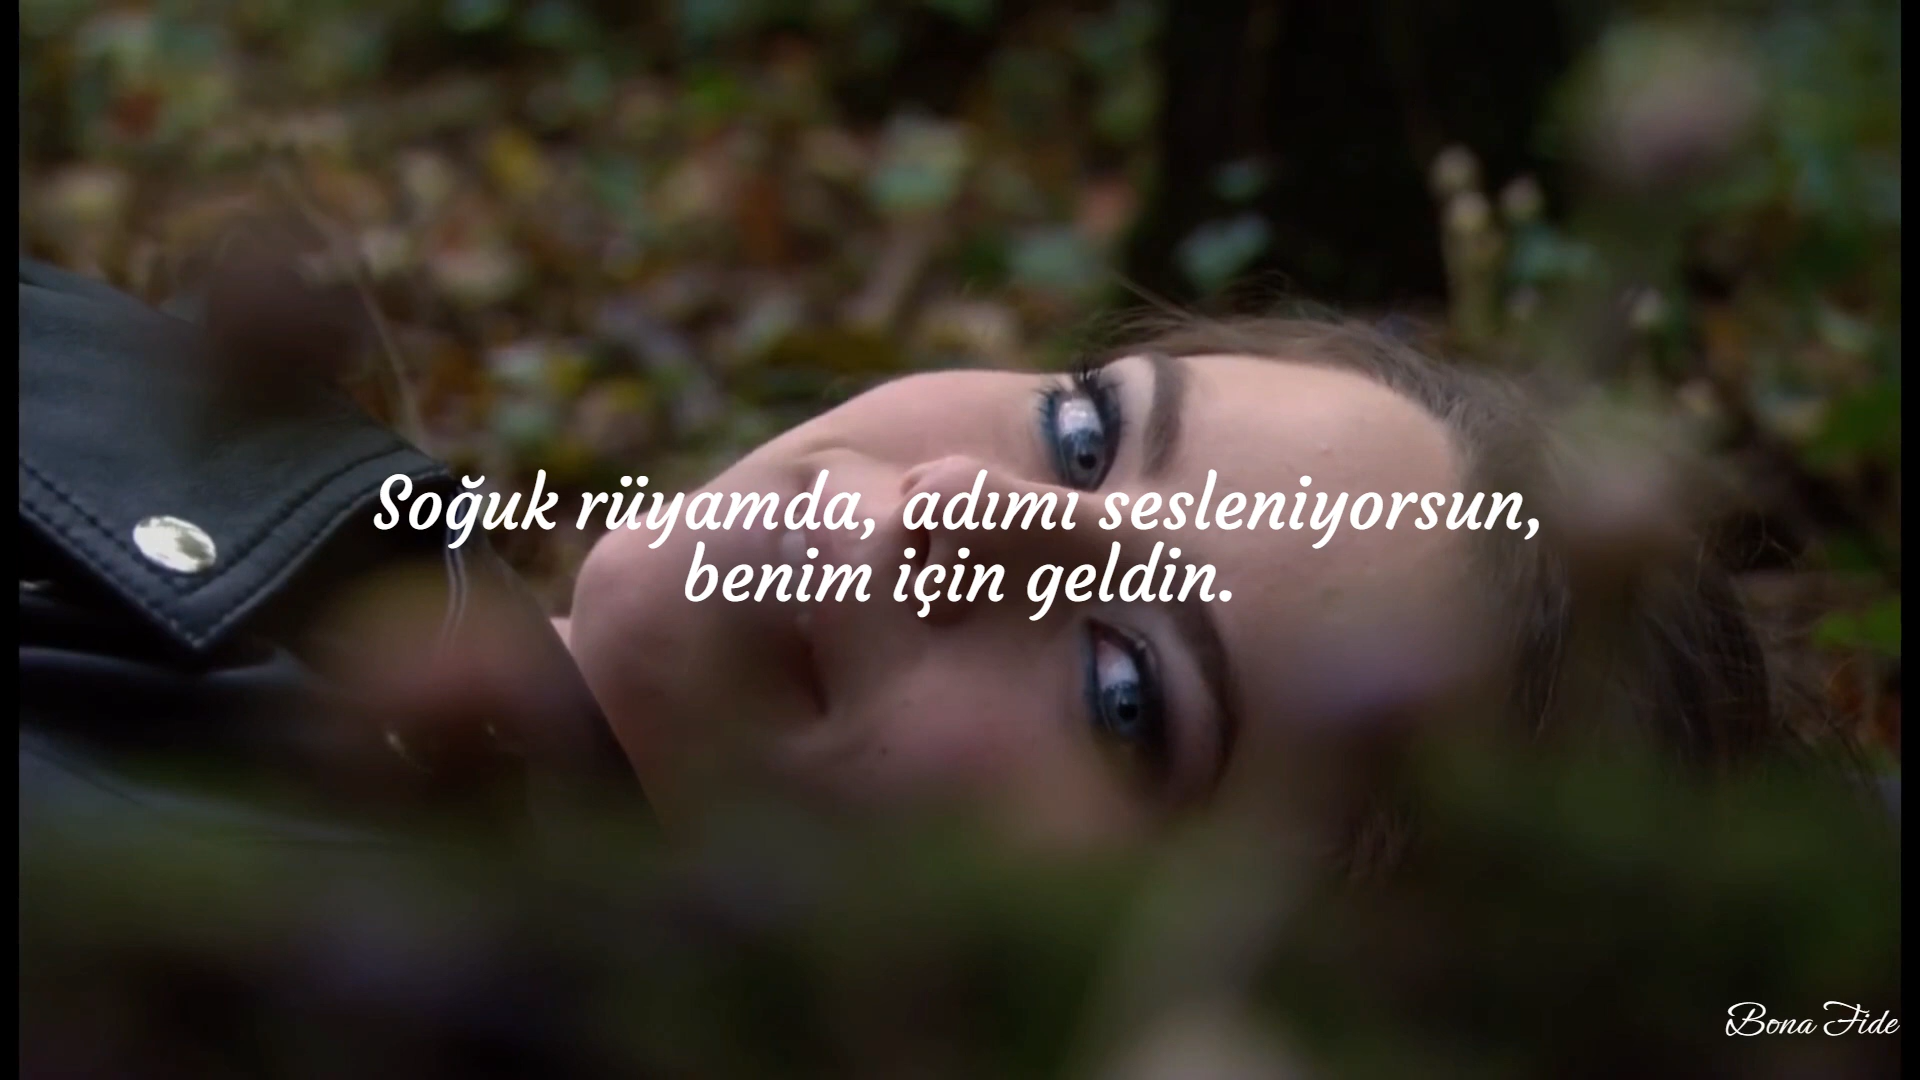 Soğuk rüyamda, adımı sesleniyorsun,
benim için geldin.
Bona Fide